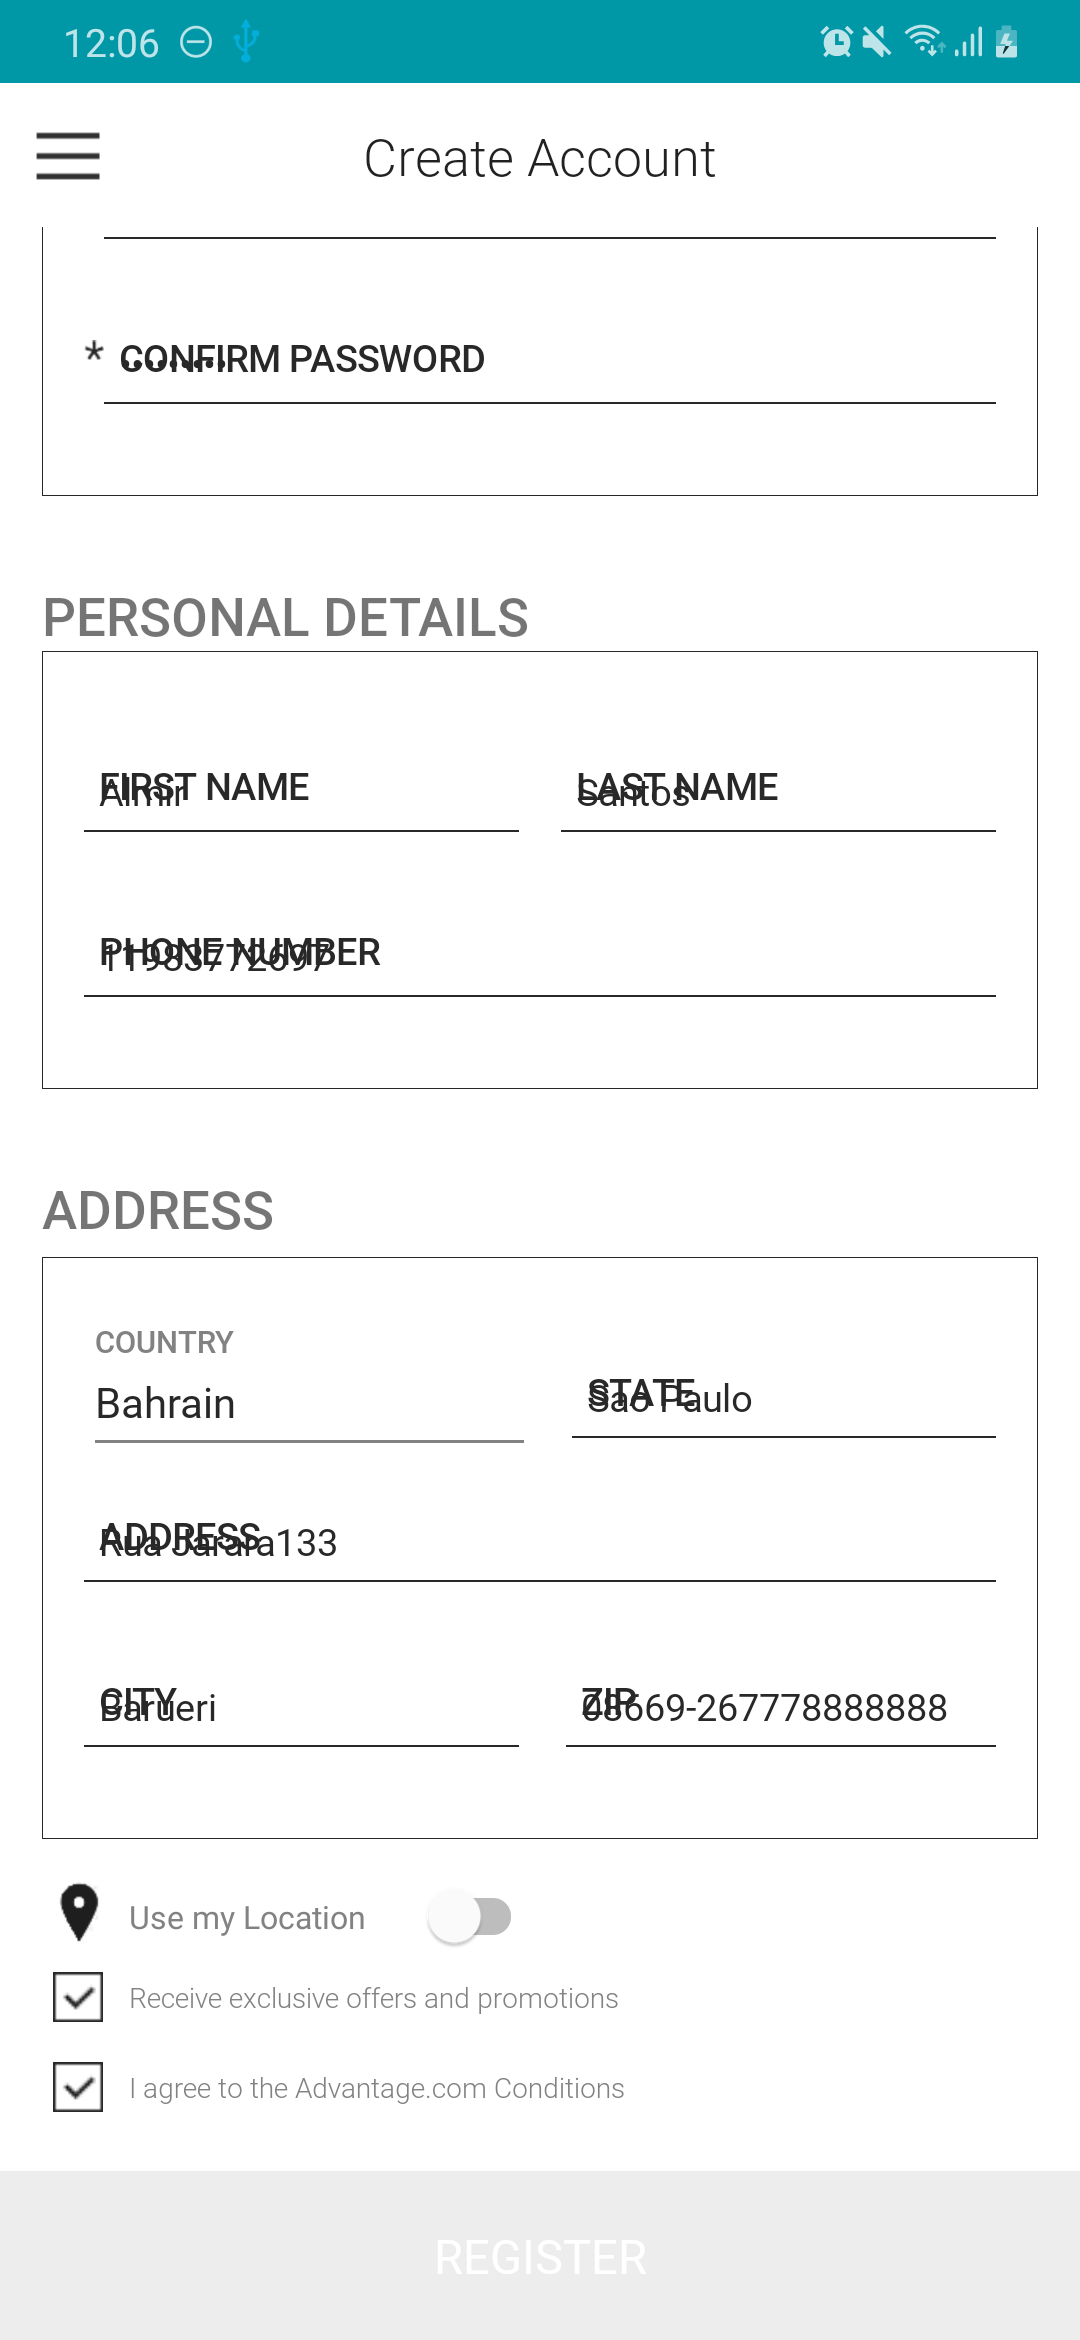 12:06
Create Account
* CONFIRM PASSWORD
•••••••••
PERSONAL DETAILS
FIRST NAME LAST NAME
Almir Santos
PHONE NUMBER
11983772697
ADDRESS
COUNTRY
Bahrain
STATE
Sao Paulo
ADDRESS
Rua Jarara133
CITY ZIP
Barueri 08669-267778888888
Use my Location
Receive exclusive offers and promotions
I agree to the Advantage.com Conditions
REGISTER